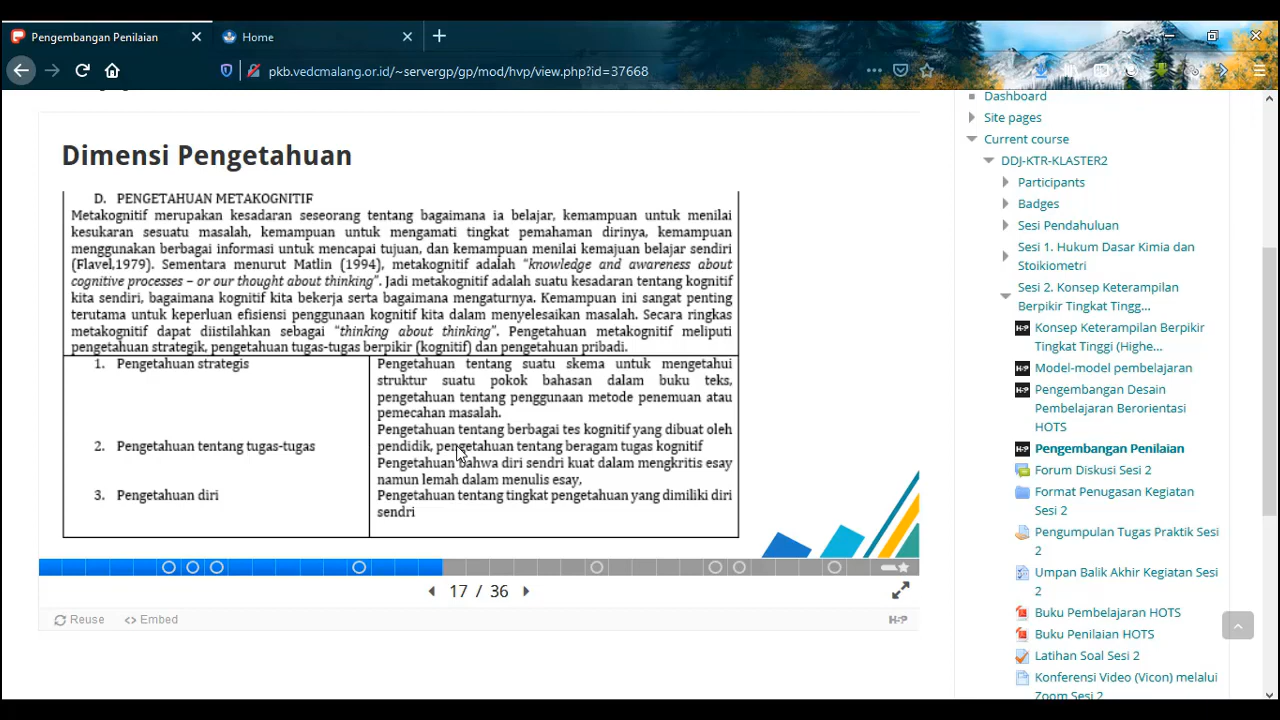 Pengembangan Penilaian
Home
pkb.vedcmalang.or.id/~servergp/gp/mod/hvp/view.php?id=37668
Dimensi Pengetahuan
D. PENGETAHUAN METAKOGNITIF
Metakognitif merupakan kesadaran seseorang tentang bagaimana ia belajar, kemampuan untuk menilai
kesukaran sesuatu masalah, kemampuan untuk mengamati tingkat pemahaman dirinya, kemampuan
menggunakan berbagai informasi untuk mencapai tujuan, dan kemampuan menilai kemajuan belajar sendiri
(Flavel,1979). Sementara menurut Matlin (1994), metakognitif adalah "knowledge and awareness about
cognitive processes – or our thought about thinking". Jadi metakognitif adalah suatu kesadaran tentang kognitif
kita sendiri, bagaimana kognitif kita bekerja serta bagaimana mengaturnya. Kemampuan ini sangat penting
terutama untuk keperluan efisiensi penggunaan kognitif kita dalam menyelesaikan masalah. Secara ringkas
metakognitif dapat diistilahkan sebagai "thinking about thinking". Pengetahuan metakognitif meliputi
pengetahuan strategik, pengetahuan tugas-tugas berpikir (kognitif) dan pengetahuan pribadi.
1. Pengetahuan strategis
Pengetahuan tentang suatu skema untuk mengetahui
struktur suatu pokok bahasan dalam buku teks,
pengetahuan tentang penggunaan metode penemuan atau
pemecahan masalah.
Pengetahuan tentang berbagai tes kognitif yang dibuat oleh
2. Pengetahuan tentang tugas-tugas
pendidik, pengetahuan tentang beragam tugas kognitif
Pengetahuan bahwa diri sendri kuat dalam mengkritis esay
namun lemah dalam menulis esay,
3. Pengetahuan diri
Pengetahuan tentang tingkat pengetahuan yang dimiliki diri
sendri
17 / 36
Reuse
<> Embed
H5P
Dashboard
Site pages
Current course
DDJ-KTR-KLASTER2
Participants
Badges
Sesi Pendahuluan
Sesi 1. Hukum Dasar Kimia dan
Stoikiometri
Sesi 2. Konsep Keterampilan
Berpikir Tingkat Tingg...
H5P Konsep Keterampilan Berpikir
Tingkat Tinggi (Highe...
H5P Model-model pembelajaran
H5P Pengembangan Desain
Pembelajaran Berorientasi
HOTS
H5P Pengembangan Penilaian
Forum Diskusi Sesi 2
Format Penugasan Kegiatan
Sesi 2
Pengumpulan Tugas Praktik Sesi
2
Umpan Balik Akhir Kegiatan Sesi
2
Buku Pembelajaran HOTS
Buku Penilaian HOTS
Latihan Soal Sesi 2
Konferensi Video (Vicon) melalui
Zoom Sesi 2